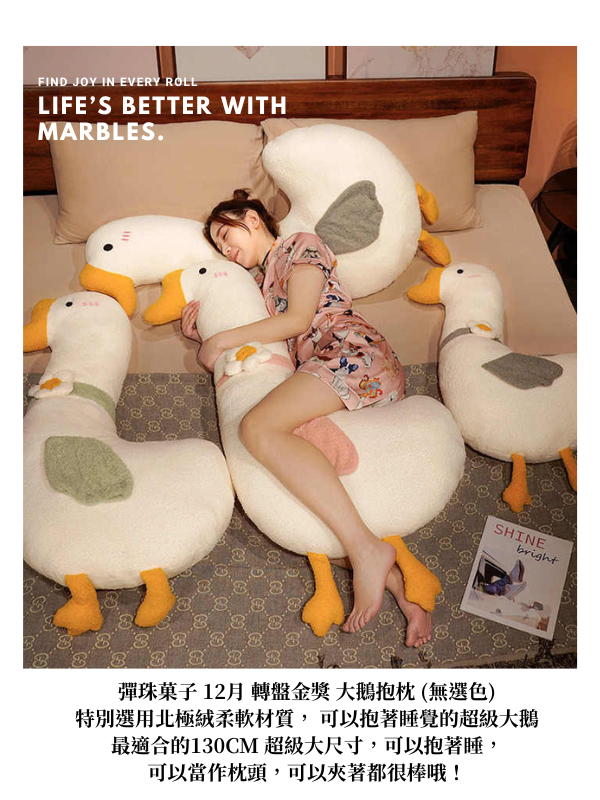 FIND JOY IN EVERY ROLL
LIFE'S BETTER WITH
MARBLES.
SHINE
bright
彈珠菓子 12月 轉盤金獎 大鵝抱枕 (無選色)
特別選用北極絨柔軟材質， 可以抱著睡覺的超級大鵝
最適合的130CM 超級大尺寸，可以抱著睡，
可以當作枕頭，可以夾著都很棒哦！